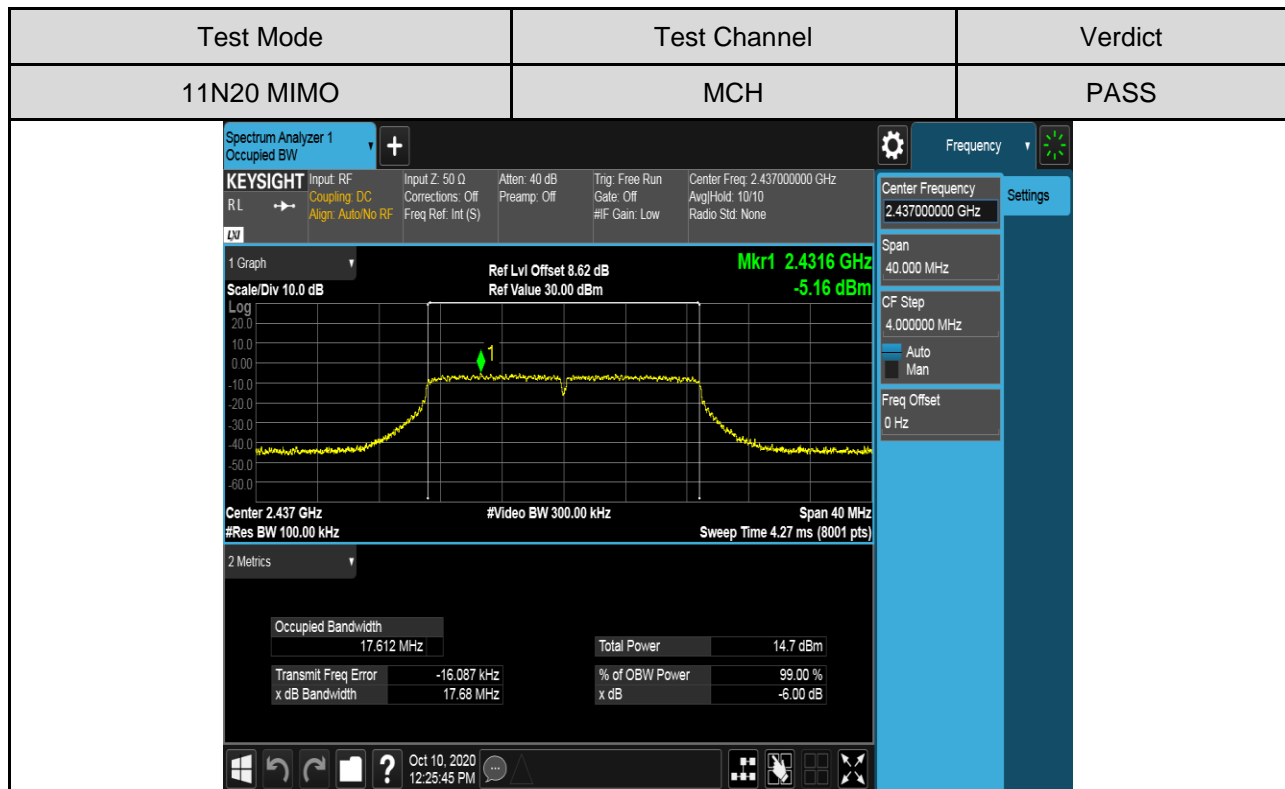 Test Mode Test Channel Verdict
11N20 MIMO MCH PASS
Spectrum Analyzer 1
Occupied BW
+
Frequency
KEYSIGHT Input: RF Input Z: 50 Ω Atten: 40 dB Trig: Free Run Center Freq: 2.437000000 GHz
RL Coupling: DC Corrections: Off Preamp: Off Gate: Off Avg|Hold: 10/10
Align: Auto/No RF Freq Ref: Int (S) #IF Gain: Low Radio Std: None
LXI
Center Frequency
2.437000000 GHz
Settings
Span
40.000 MHz
CF Step
4.000000 MHz
Auto
Man
Freq Offset
0 Hz
1 Graph
Ref Lvl Offset 8.62 dB Mkr1 2.4316 GHz
Scale/Div 10.0 dB Ref Value 30.00 dBm -5.16 dBm
Log
20.0
10.0
0.00
-10.0
-20.0
-30.0
-40.0
-50.0
-60.0
1
Center 2.437 GHz #Video BW 300.00 kHz Span 40 MHz
#Res BW 100.00 kHz Sweep Time 4.27 ms (8001 pts)
2 Metrics
Occupied Bandwidth
17.612 MHz Total Power 14.7 dBm
Transmit Freq Error -16.087 kHz % of OBW Power 99.00 %
x dB Bandwidth 17.68 MHz x dB -6.00 dB
? Oct 10, 2020
12:25:45 PM